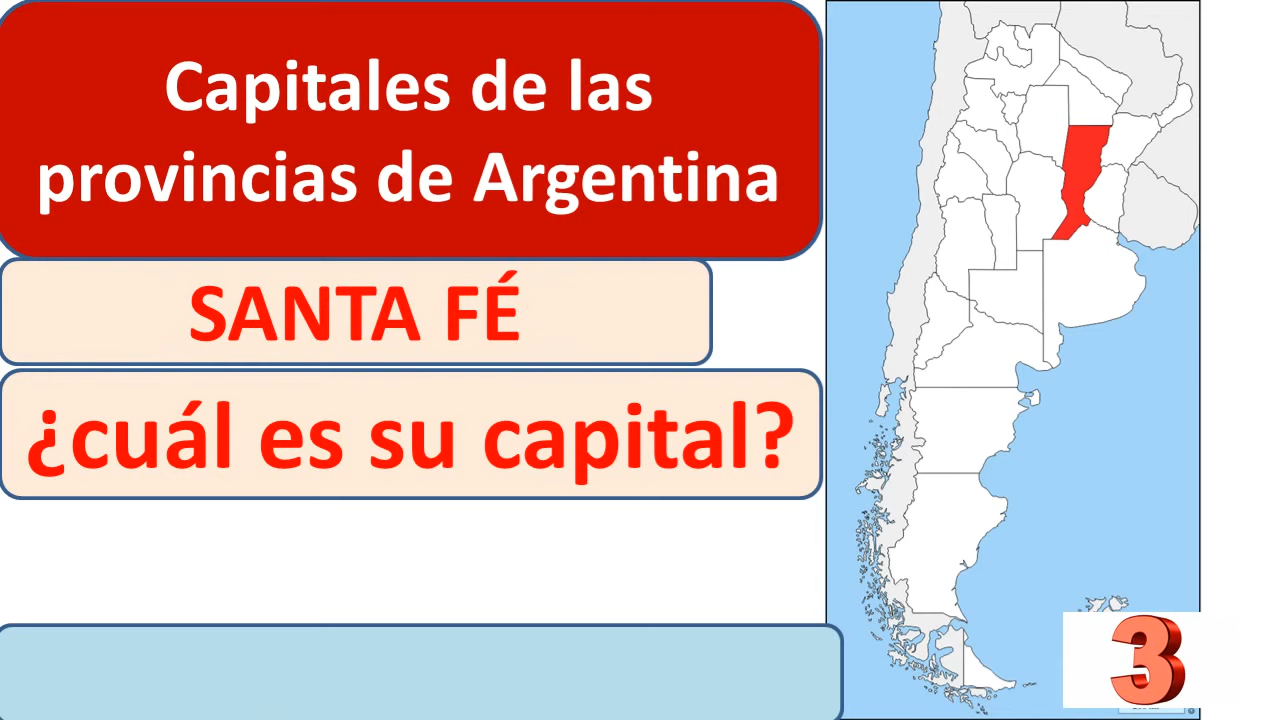 Capitales de las
provincias de Argentina
SANTA FÉ
¿cuál es su capital?
3